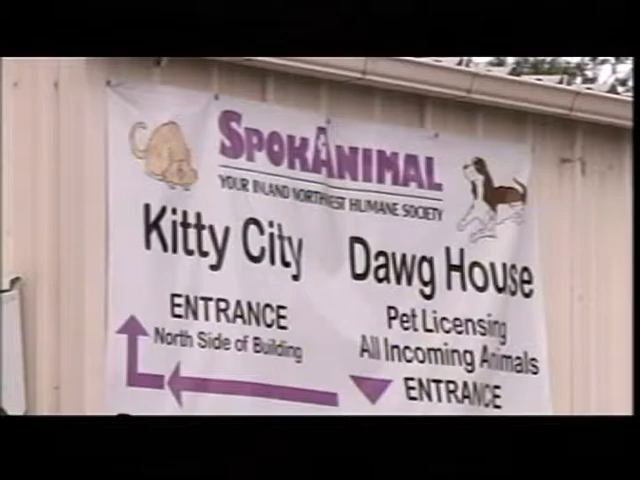 SPOKANIMAL
YOUR INLAND NORTHWEST HUMANE SOCIETY
Kitty City
ENTRANCE
North Side of Building
Dawg House
Pet Licensing
All Incoming Animals
ENTRANCE